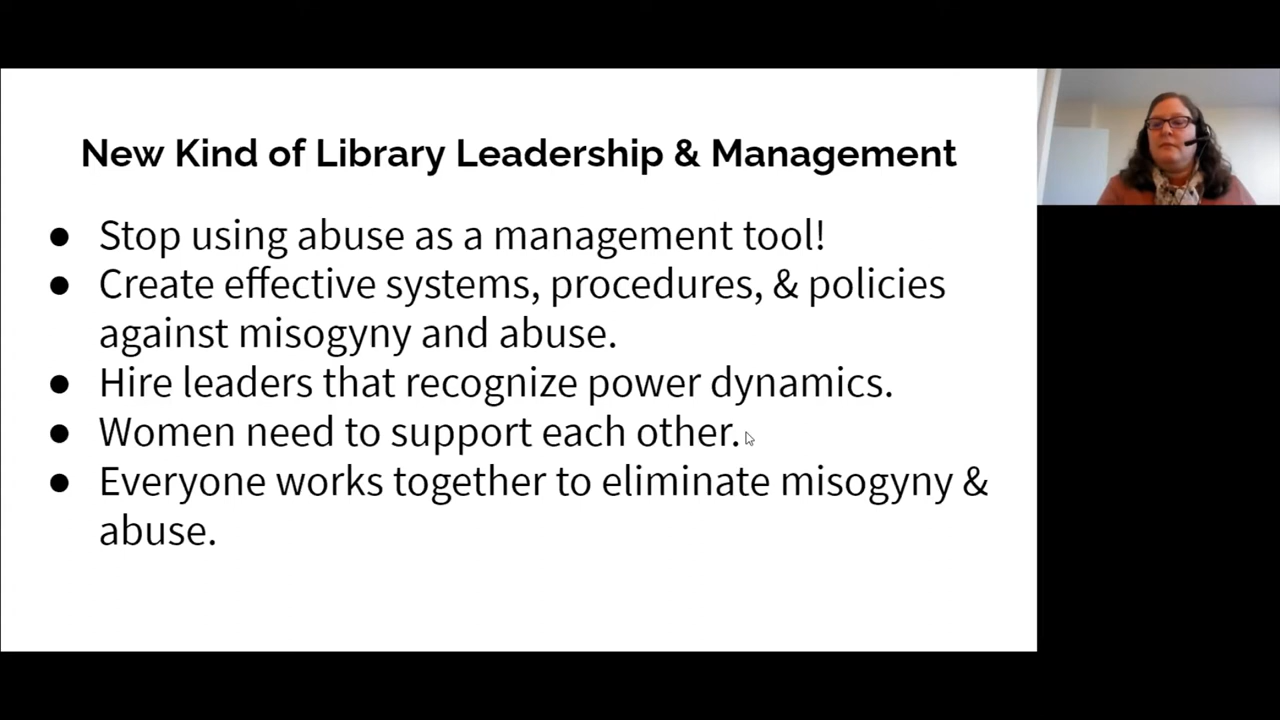 New Kind of Library Leadership & Management
● Stop using abuse as a management tool!
● Create effective systems, procedures, & policies
against misogyny and abuse.
● Hire leaders that recognize power dynamics.
● Women need to support each other.
● Everyone works together to eliminate misogyny &
abuse.